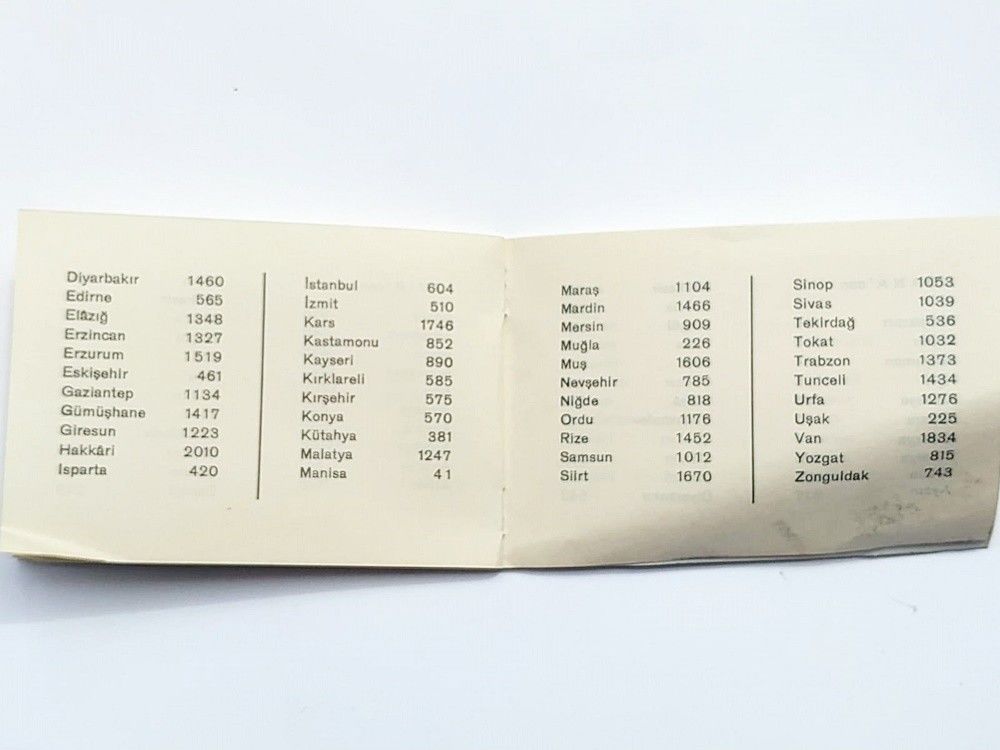 Diyarbakır 1460
Edirne 565
Elâzığ 1348
Erzincan 1327
Erzurum 1519
Eskişehir 461
Gaziantep 1134
Gümüşhane 1417
Giresun 1223
Hakkâri 2010
Isparta 420
İstanbul 604
İzmit 510
Kars 1746
Kastamonu 852
Kayseri 890
Kırklareli 585
Kırşehir 575
Konya 570
Kütahya 381
Malatya 1247
Manisa 41
Maraş 1104
Mardin 1466
Mersin 909
Muğla 226
Muş 1606
Nevşehir 785
Niğde 818
Ordu 1176
Rize 1452
Samsun 1012
Siirt 1670
Sinop 1053
Sivas 1039
Tekirdağ 536
Tokat 1032
Trabzon 1373
Tunceli 1434
Urfa 1276
Uşak 225
Van 1834
Yozgat 815
Zonguldak 743